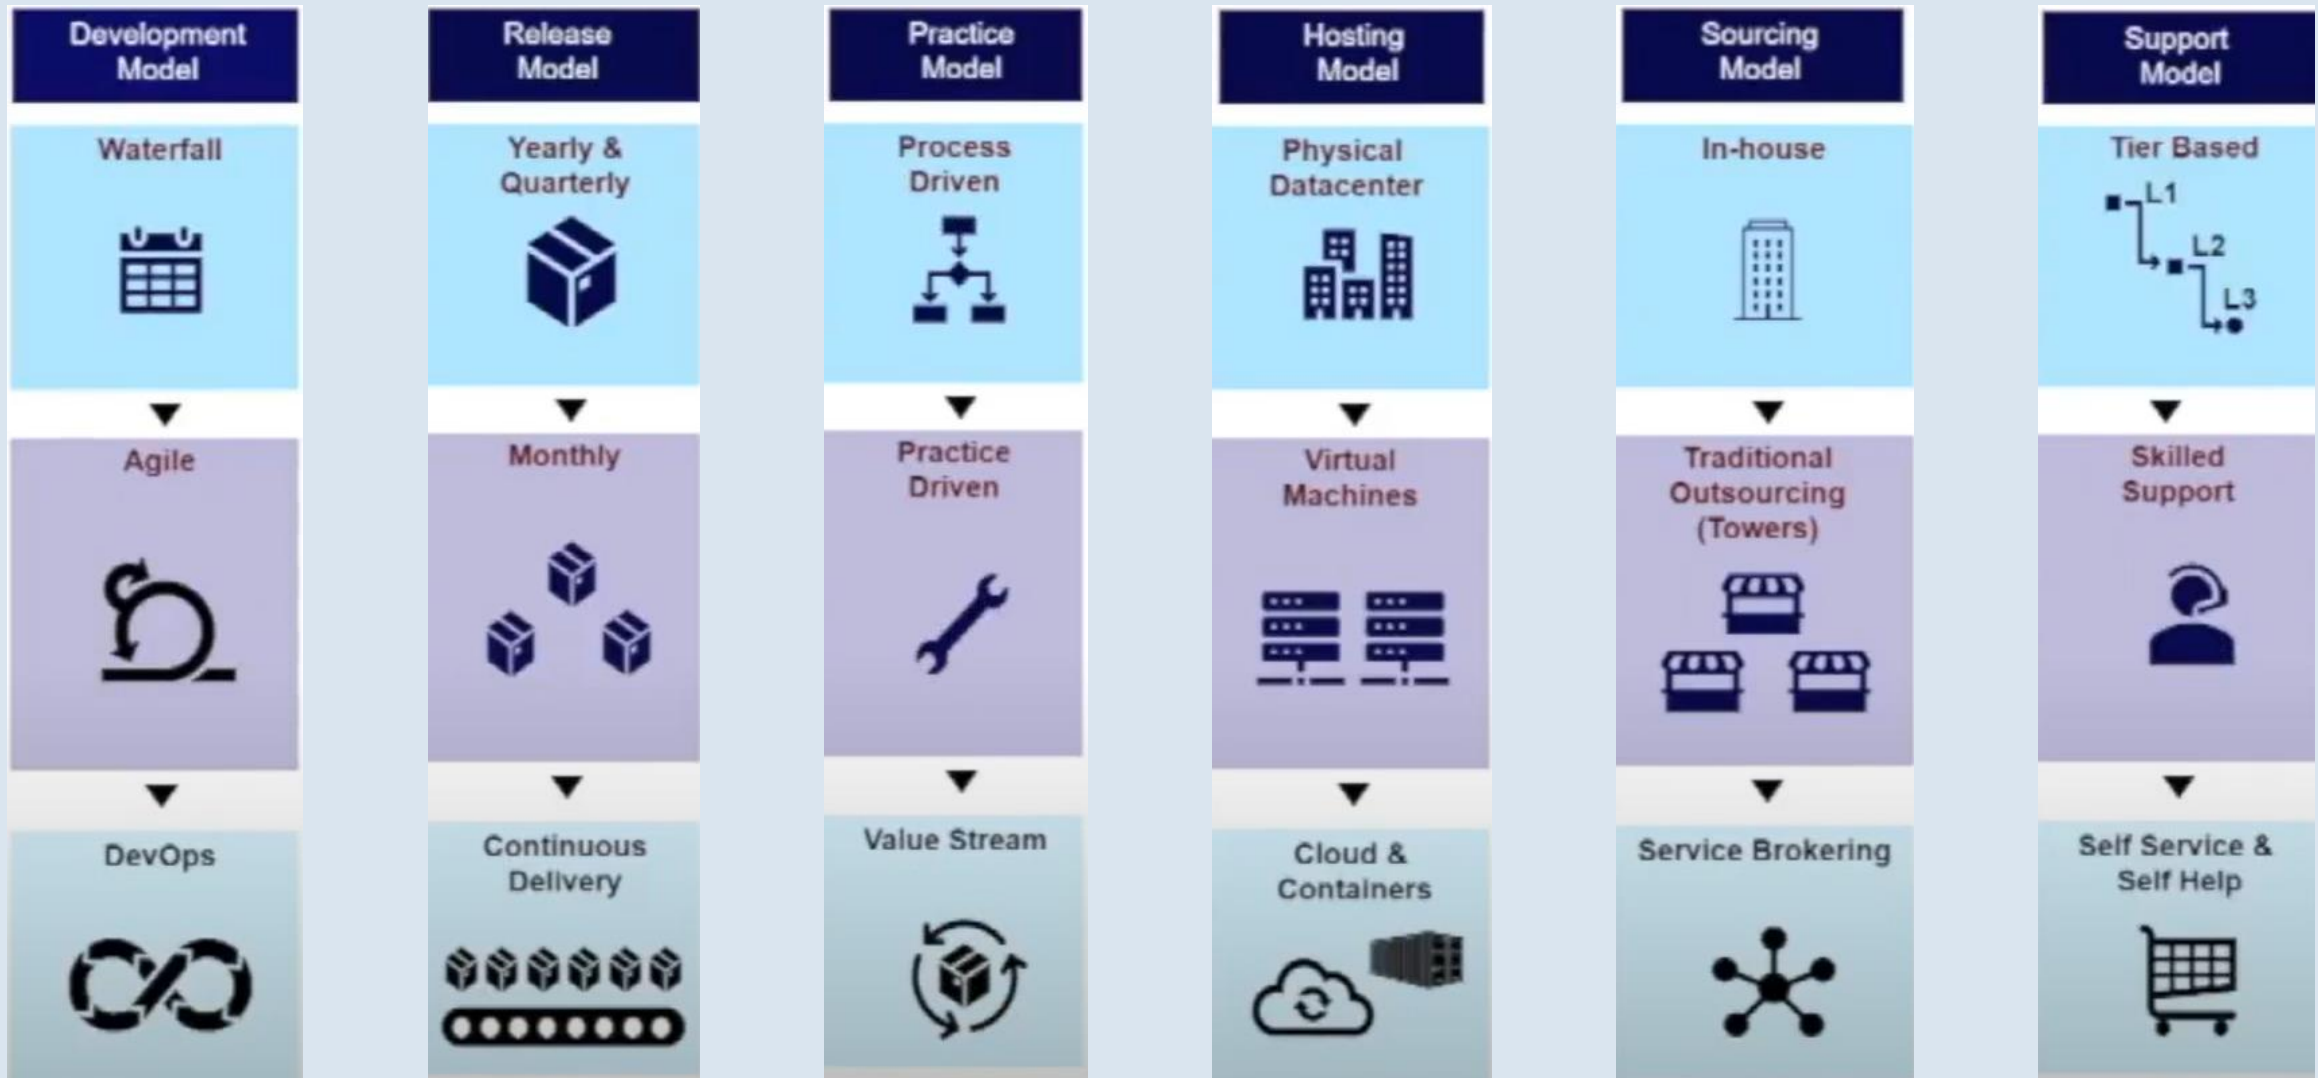 Development
Model
Waterfall
Agile
DevOps
Release
Model
Yearly &
Quarterly
Monthly
Continuous
Delivery
Practice
Model
Process
Driven
Practice
Driven
Value Stream
Hosting
Model
Physical
Datacenter
Virtual
Machines
Cloud &
Containers
Sourcing
Model
In-house
Traditional
Outsourcing
(Towers)
Service Brokering
Support
Model
Tier Based
L1
L2
L3
Skilled
Support
Self Service &
Self Help